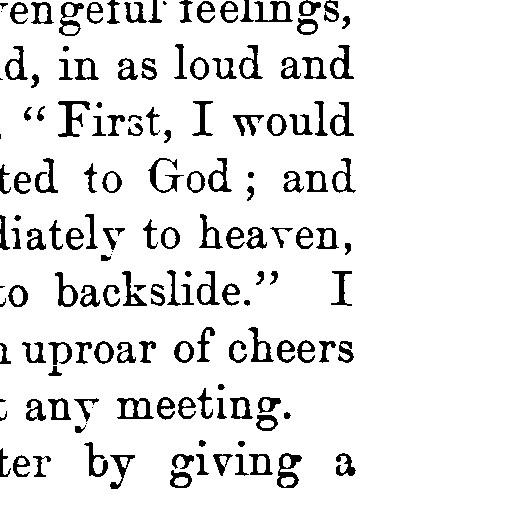 vengeful feelings,
d, in as loud and
. “First, I would
ted to God; and
diately to heaven,
to backslide.” I
n uproar of cheers
t any meeting.
ter by giving a